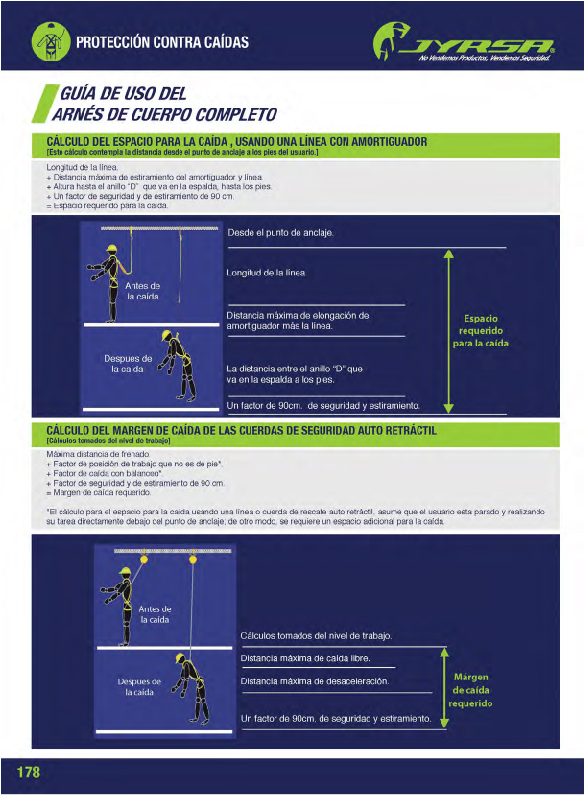 PROTECCIÓN CONTRA CAÍDAS
JYRSA®
No Vendemos Productos, Vendemos Seguridad.
GUÍA DE USO DEL
ARNÉS DE CUERPO COMPLETO
CÁLCULO DEL ESPACIO PARA LA CAÍDA , USANDO UNA LÍNEA CON AMORTIGUADOR
[Este cálculo contempla la distancia desde el punto de anclaje a los pies del usuario.]
Longitud de la línea.
+ Distancia máxima de estiramiento del amortiguador y línea.
+ Altura hasta el anillo "D" que va en la espalda, hasta los pies.
+ Un factor de seguridad y de estiramiento de 90 cm.
= Espacio requerido para la caída.
Desde el punto de anclaje.
Longitud de la línea
Antes de
la caída
Distancia máxima de elongación de
amortiguador más la línea.
Espacio
requerido
para la caída
Despues de
la caída
La distancia entre el anillo "D" que
va en la espalda a los pies.
Un factor de 90cm. de seguridad y estiramiento.
CÁLCULO DEL MARGEN DE CAÍDA DE LAS CUERDAS DE SEGURIDAD AUTO RETRÁCTIL
[Cálculos tomados del nivel de trabajo]
Máxima distancia de frenado.
+ Factor de posición de trabajo que no es de pie*.
+ Factor de caída con balanceo*.
+ Factor de seguridad y de estiramiento de 90 cm.
= Margen de caída requerido.
*El cálculo para el espacio para la caída usando una línea o cuerda de rescate auto retráctil, asume que el usuario esta parado y realizando
su tarea directamente debajo del punto de anclaje; de otro modo, se requiere un espacio adicional para la caída.
Antes de
la caída
Cálculos tomados del nivel de trabajo.
Distancia máxima de caída libre.
Despues de
la caída
Distancia máxima de desaceleración.
Márgen
de caída
requerido
Un factor de 90cm. de seguridad y estiramiento.
178